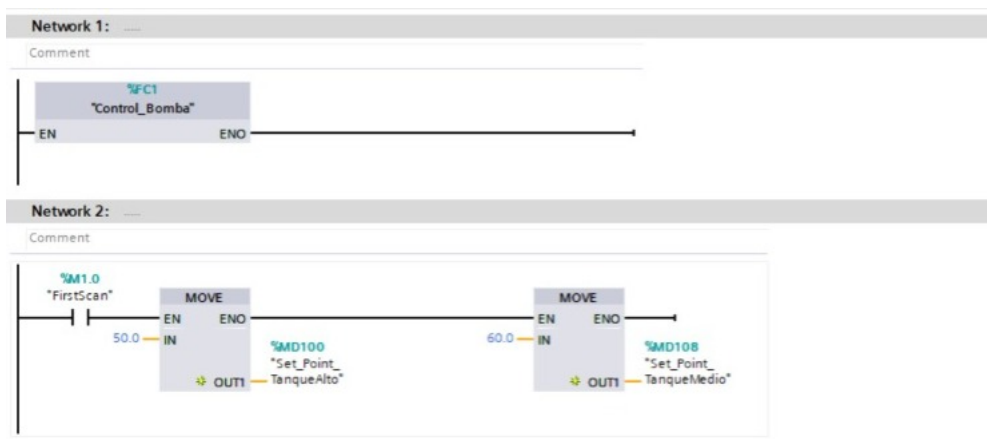 Network 1: .....
Comment
%FC1
"Control_Bomba"
EN ENO
Network 2: .....
Comment
%M1.0
"FirstScan"
MOVE
EN ENO
50.0 IN
OUT1
%MD100
"Set_Point_
TanqueAlto"
MOVE
EN ENO
60.0 IN
OUT1
%MD108
"Set_Point_
TanqueMedio"